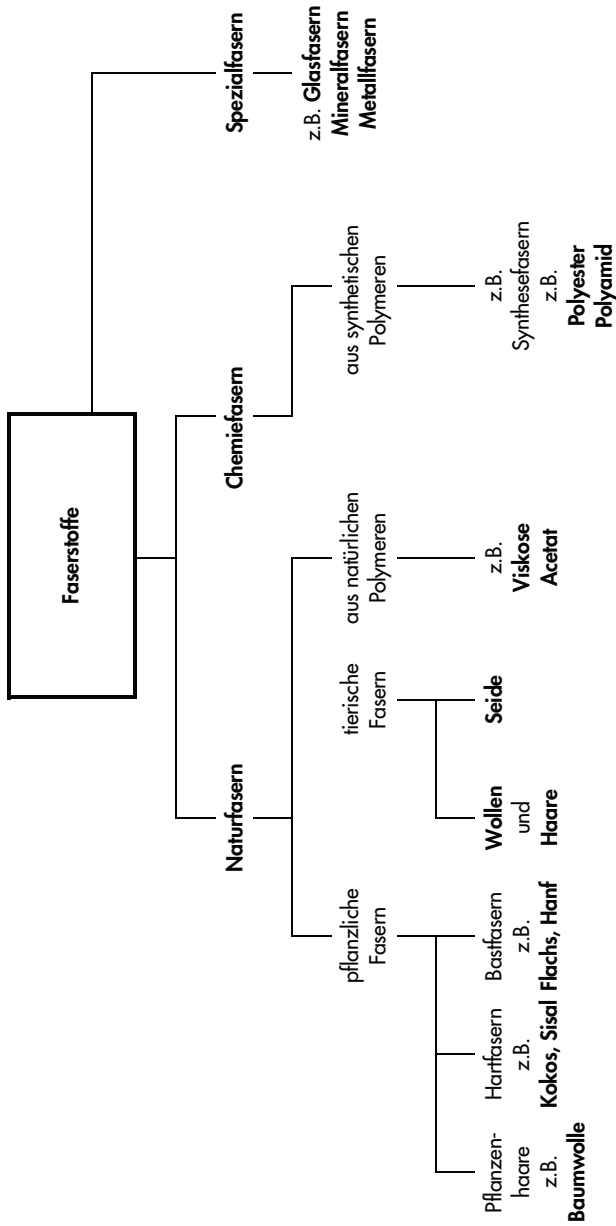 Faserstoffe
Naturfasern
Chemiefasern
Spezialfasern
z.B. Glasfasern
Mineralfasern
Metallfasern
pflanzliche
Fasern
tierische
Fasern
aus natürlichen
Polymeren
aus synthetischen
Polymeren
Pflanzen-
haare
z.B.
Baumwolle
Hartfasern
z.B.
Kokos, Sisal
Bastfasern
z.B.
Flachs, Hanf
Wollen
und
Haare
Seide
z.B.
Viskose
Acetat
z.B.
Synthesefasern
z.B.
Polyester
Polyamid